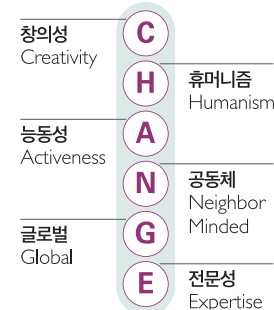 창의성
Creativity
C
H
휴머니즘
Humanism
능동성
Activeness
A
N
공동체
Neighbor
Minded
글로벌
Global
G
E
전문성
Expertise